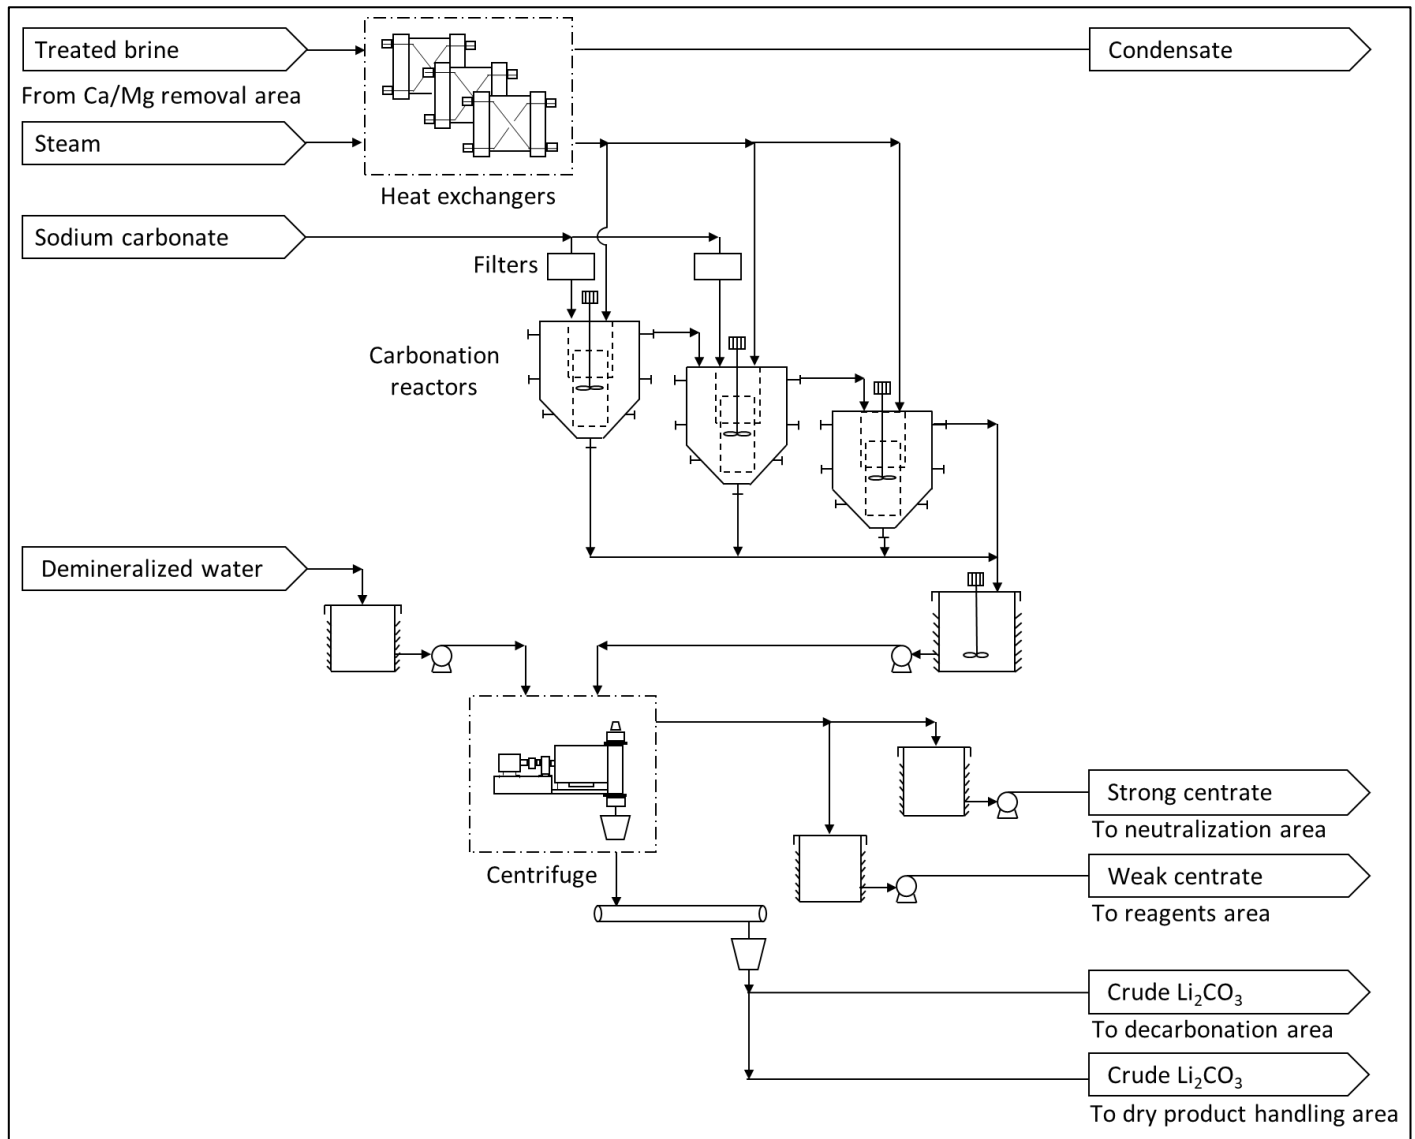 Treated brine
Condensate
From Ca/Mg removal area
Steam
Heat exchangers
Sodium carbonate
Filters
Carbonation
reactors
Demineralized water
Centrifuge
Strong centrate
To neutralization area
Weak centrate
To reagents area
Crude Li₂CO₃
To decarbonation area
Crude Li₂CO₃
To dry product handling area